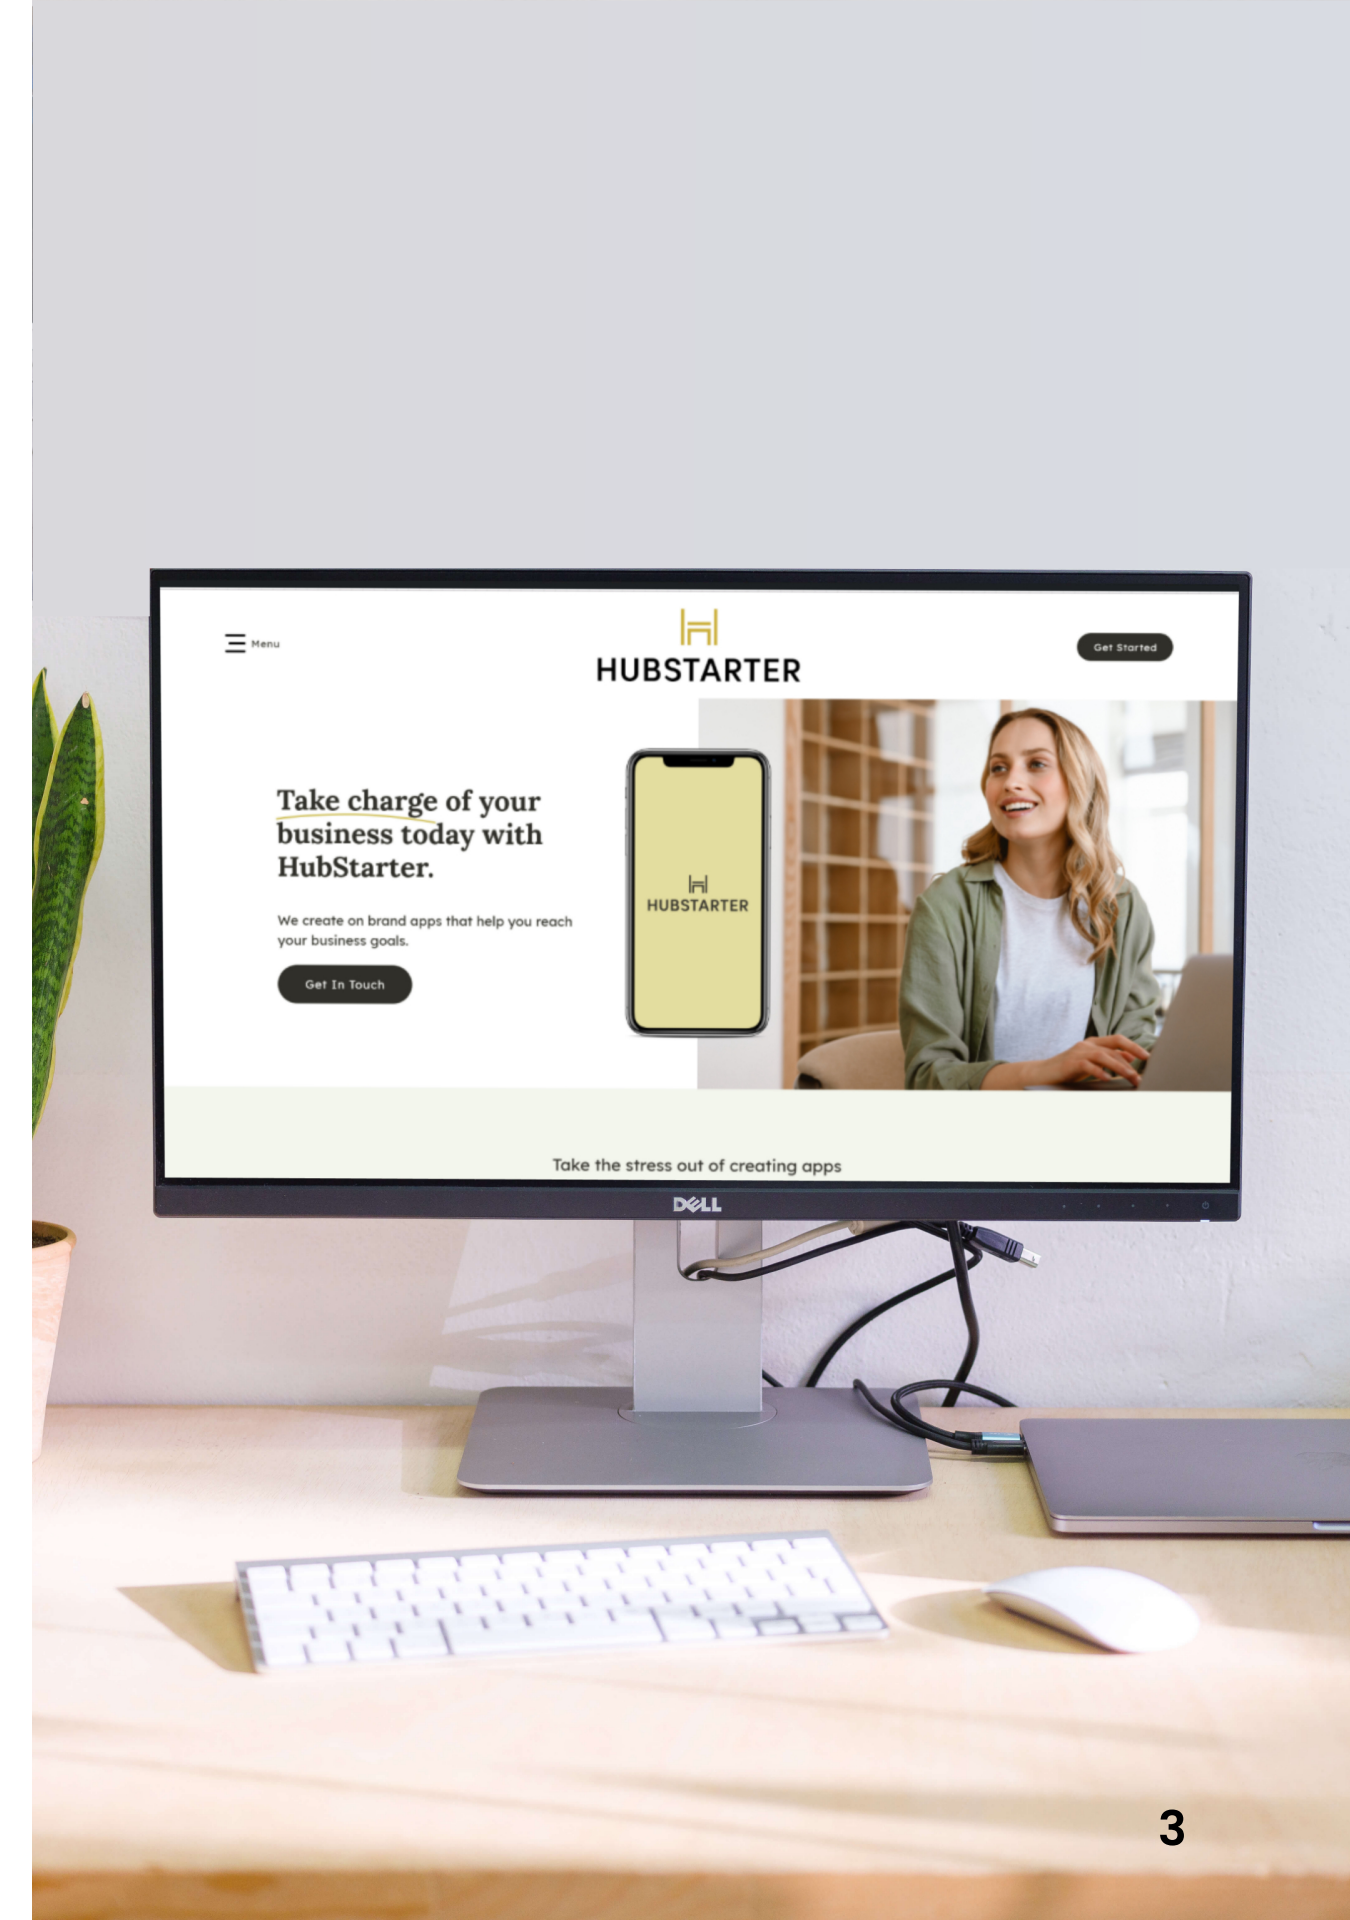 Menu
HUBSTARTER
Get Started
Take charge of your
business today with
HubStarter.
We create on brand apps that help you reach
your business goals.
Get In Touch
HUBSTARTER
Take the stress out of creating apps
DELL
3